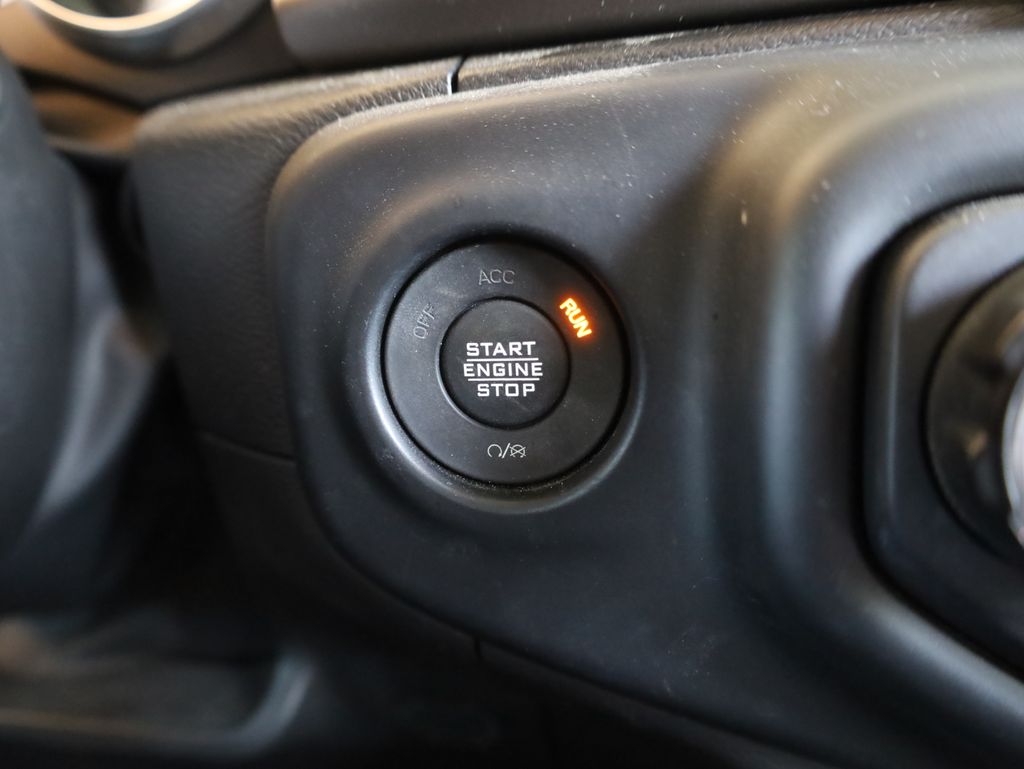 ACC
OFF
RUN
START
ENGINE
STOP